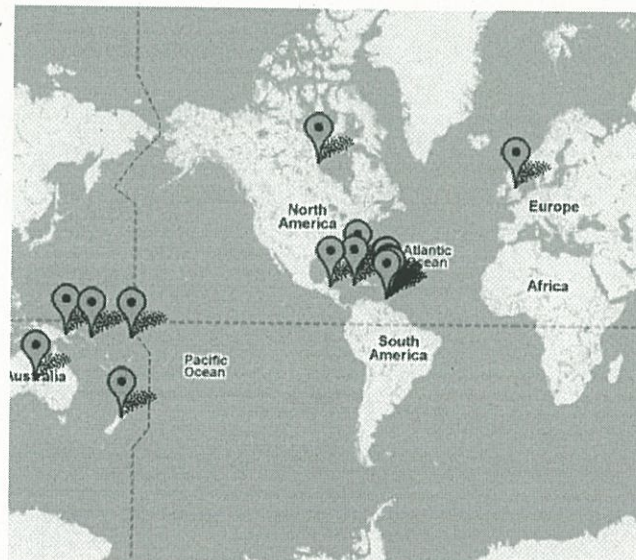 North
America
Europe
Atlantic
Ocean
Africa
South
America
Pacific
Ocean
Australia